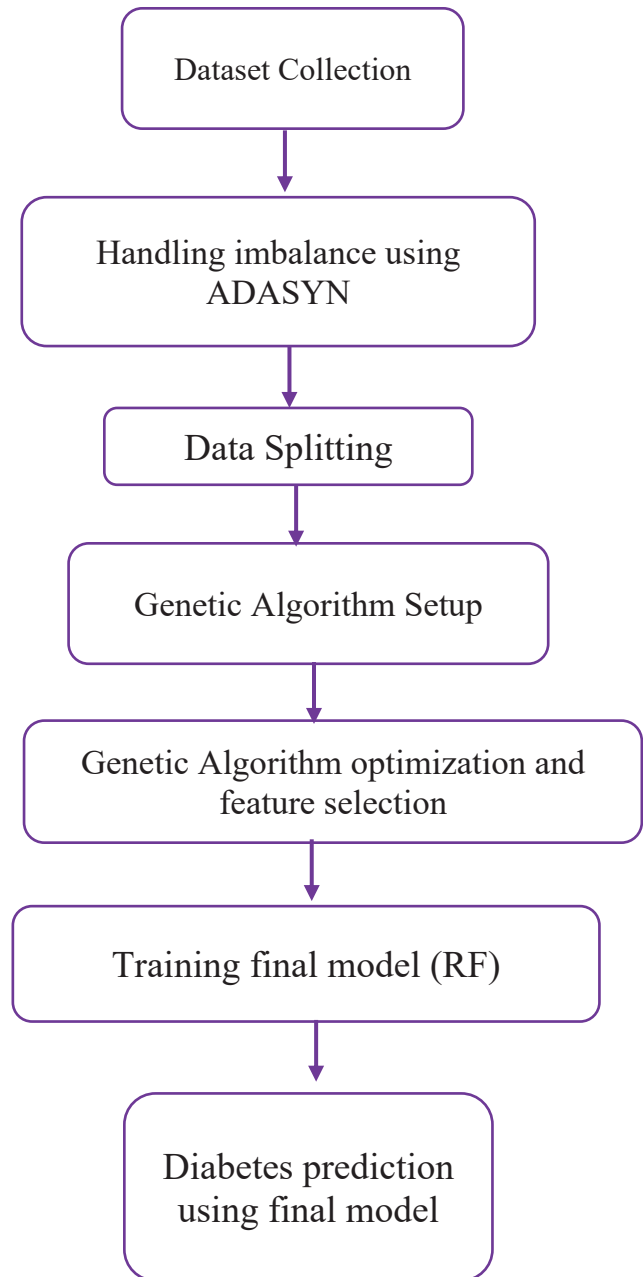 Dataset Collection
Handling imbalance using
ADASYN
Data Splitting
Genetic Algorithm Setup
Genetic Algorithm optimization and
feature selection
Training final model (RF)
Diabetes prediction
using final model